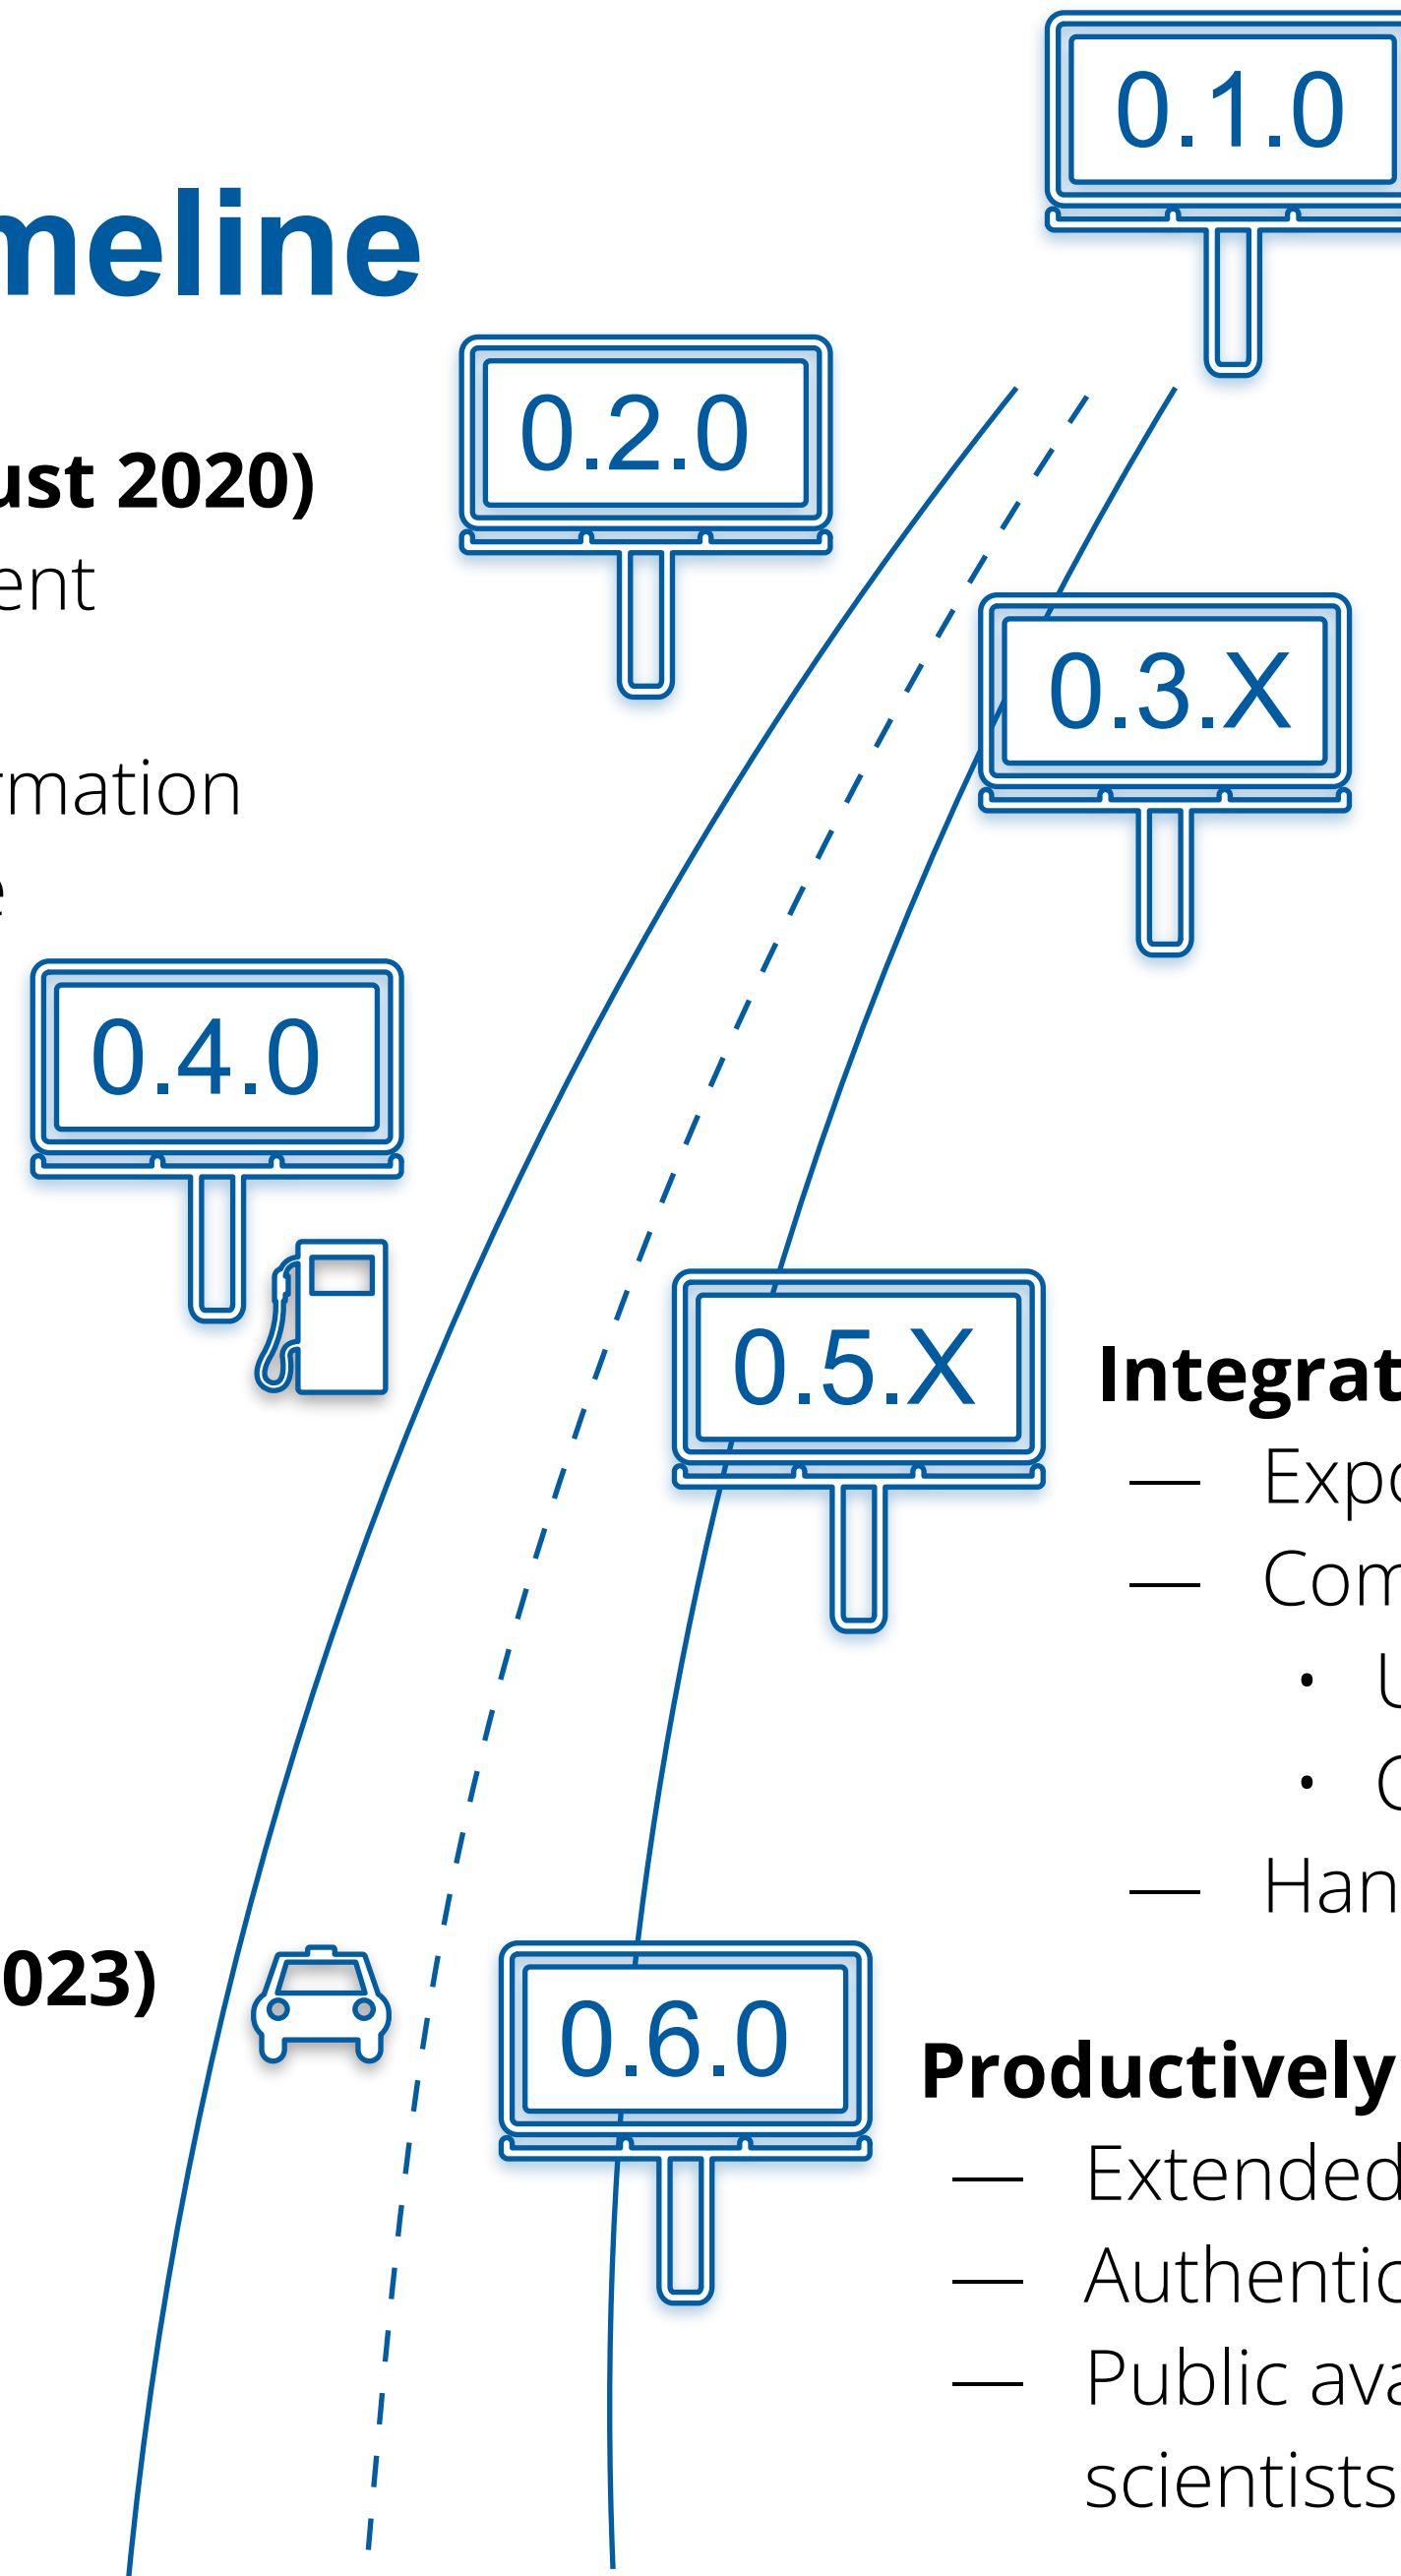 0.1.0
meline
0.2.0
ust 2020)
ent
0.3.X
rmation
e
0.4.0
0.5.X
Integrat
— Expo
— Com
• U
•
— Han
023)
0.6.0
Productively
— Extended
— Authentic
— Public ava
scientists